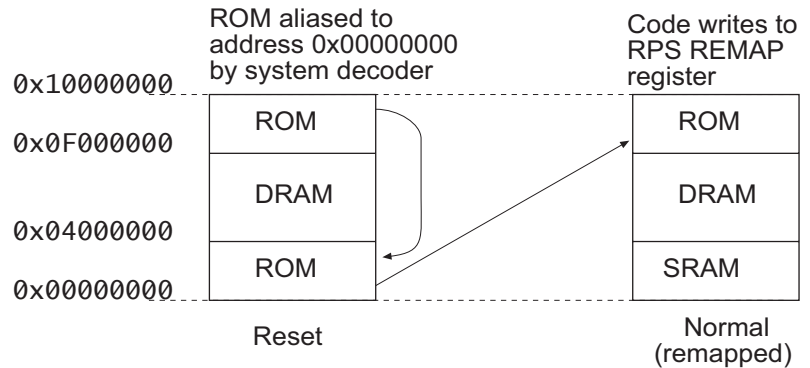 ROM aliased to
address 0x00000000
by system decoder
Code writes to
RPS REMAP
register
0x10000000
ROM
ROM
0x0F000000
DRAM
DRAM
0x04000000
ROM
SRAM
0x00000000
Reset
Normal
(remapped)